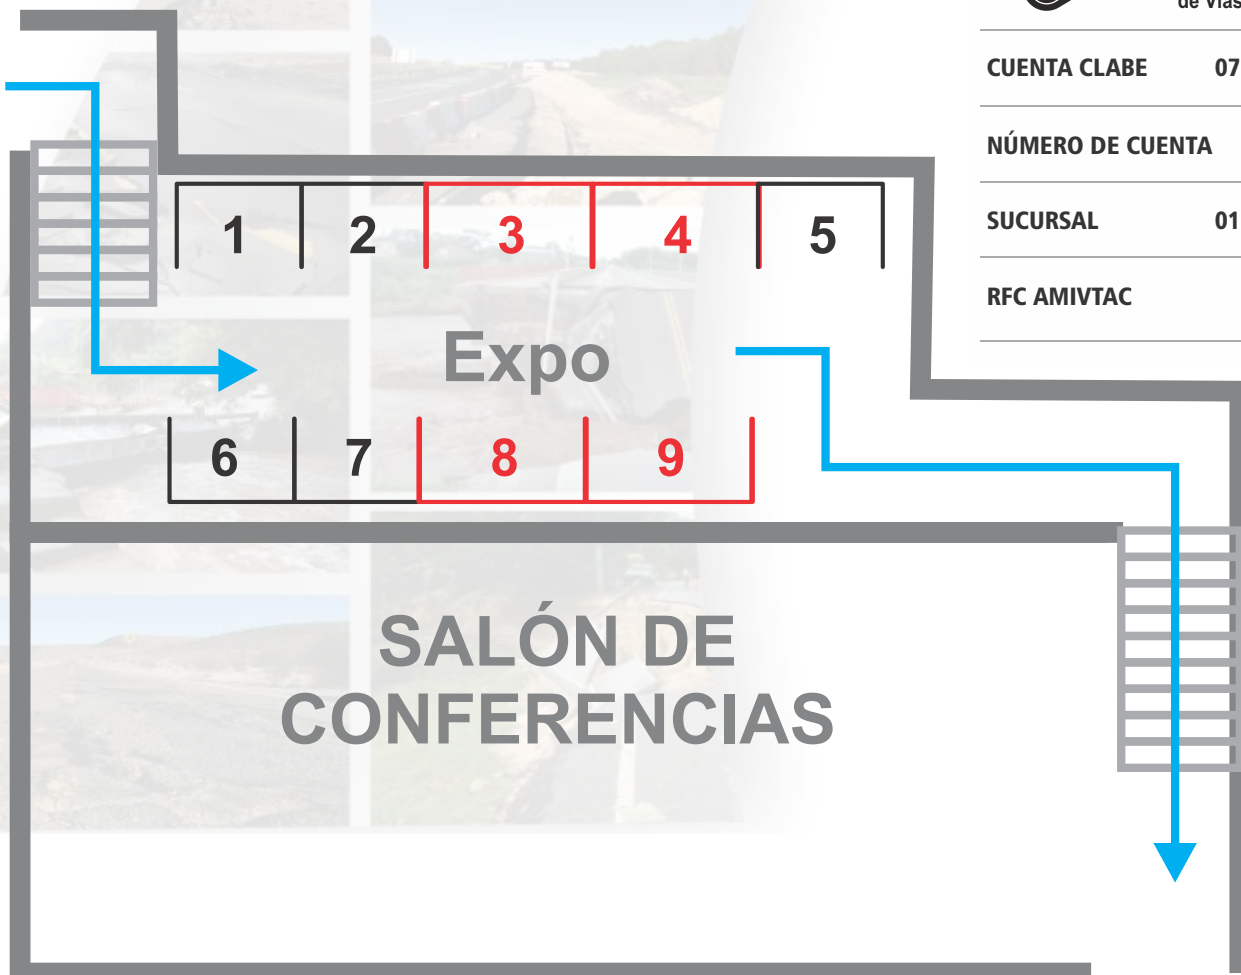 de Vías
CUENTA CLABE 07
NÚMERO DE CUENTA
SUCURSAL 01
RFC AMIVTAC
1 2 3 4 5
Expo
6 7 8 9
SALÓN DE
CONFERENCIAS